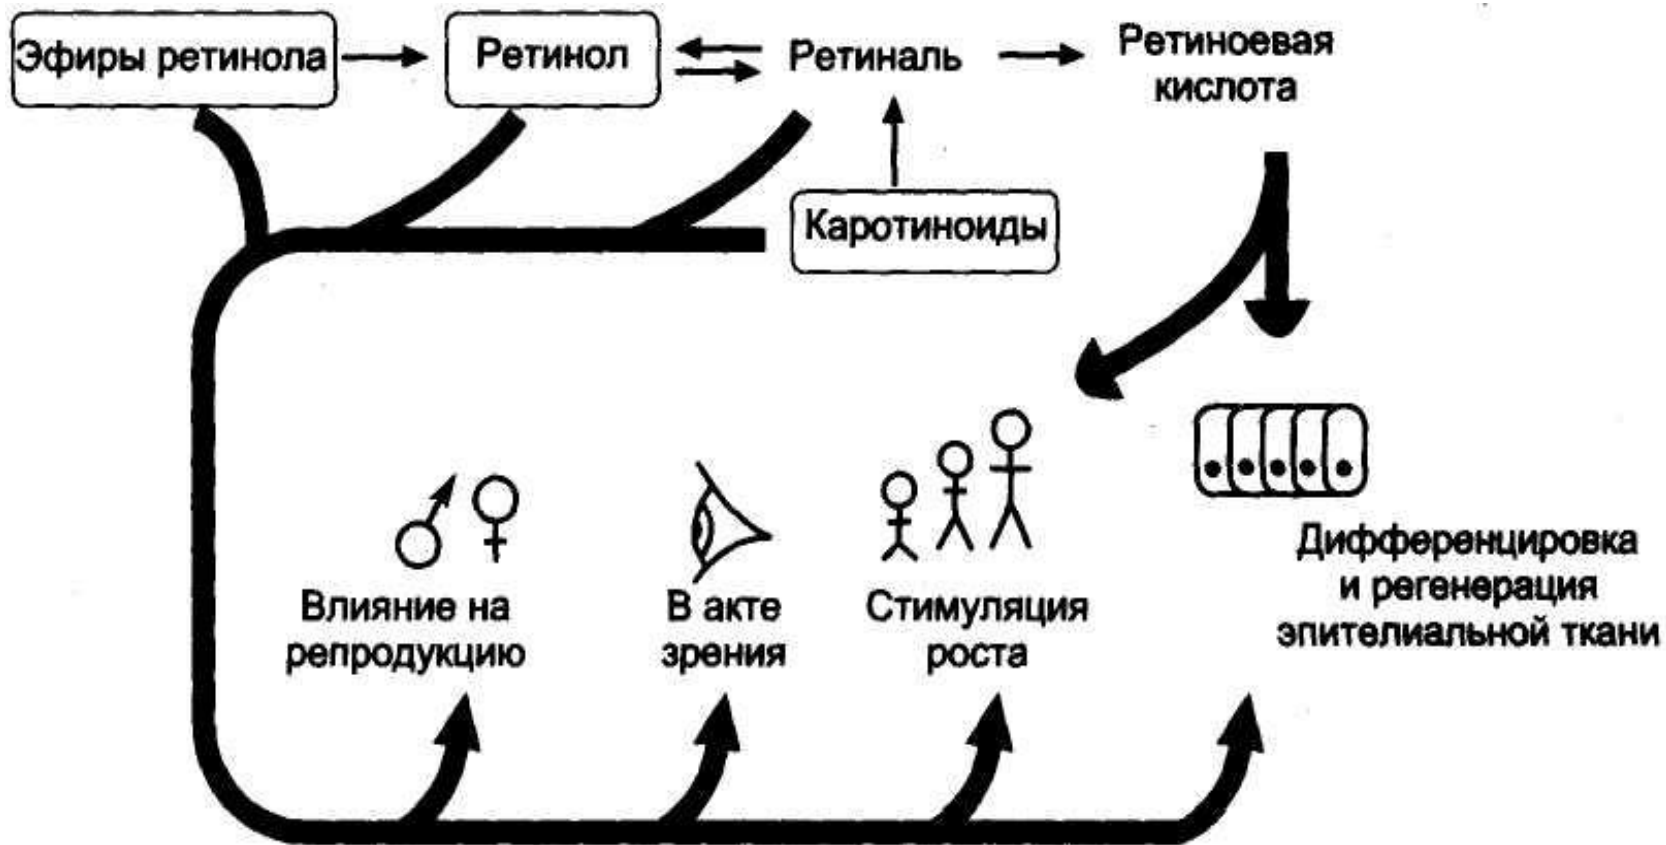 Эфиры ретинола
Ретинол
Ретиналь
Ретиноевая
кислота
Каротиноиды
Влияние на
репродукцию
В акте
зрения
Стимуляция
роста
Дифференцировка
и регенерация
эпителиальной ткани